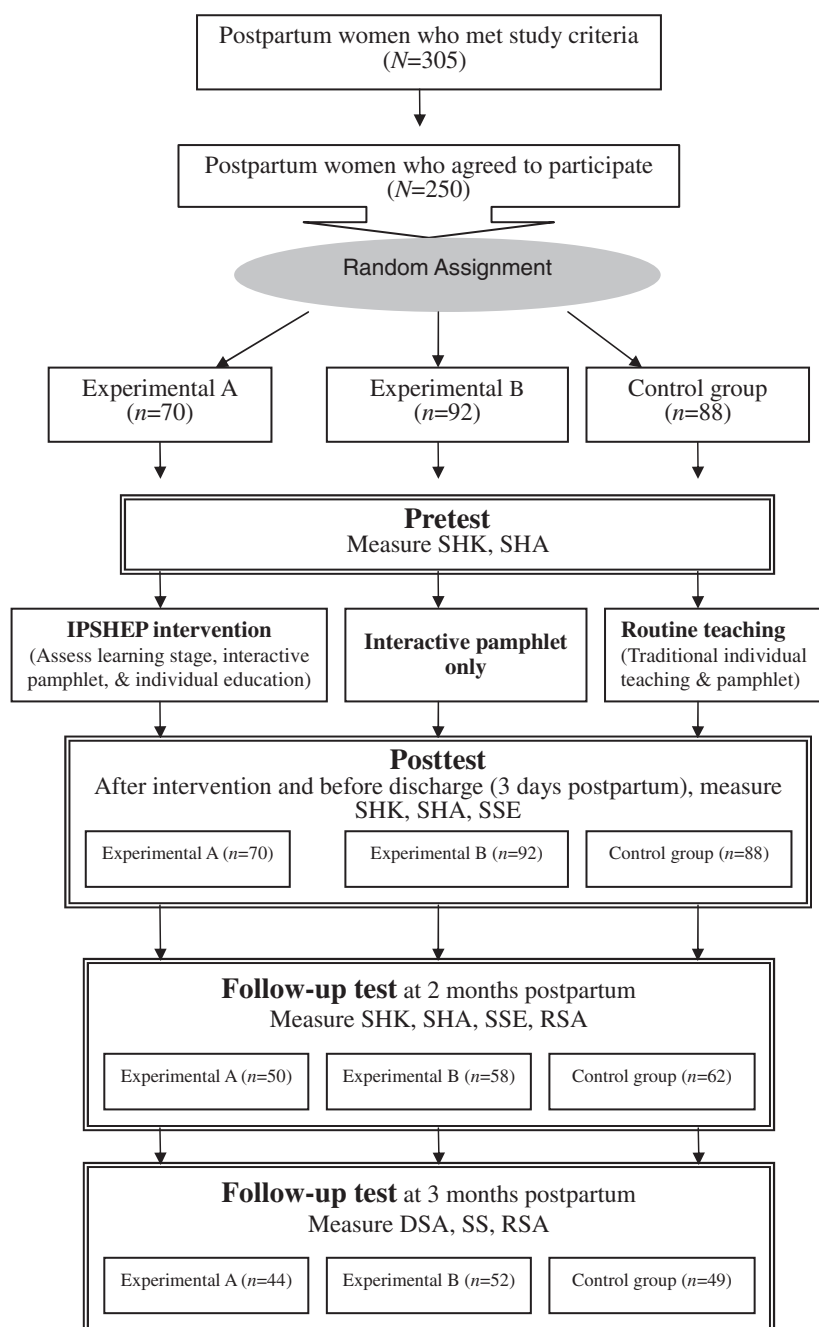 Postpartum women who met study criteria
(N=305)
Postpartum women who agreed to participate
(N=250)
Random Assignment
Experimental A
(n=70)
Experimental B
(n=92)
Control group
(n=88)
Pretest
Measure SHK, SHA
IPSHEP intervention
(Assess learning stage, interactive
pamphlet, & individual education)
Interactive pamphlet
only
Routine teaching
(Traditional individual
teaching & pamphlet)
Posttest
After intervention and before discharge (3 days postpartum), measure
SHK, SHA, SSE
Experimental A (n=70)
Experimental B (n=92)
Control group (n=88)
Follow-up test at 2 months postpartum
Measure SHK, SHA, SSE, RSA
Experimental A (n=50)
Experimental B (n=58)
Control group (n=62)
Follow-up test at 3 months postpartum
Measure DSA, SS, RSA
Experimental A (n=44)
Experimental B (n=52)
Control group (n=49)